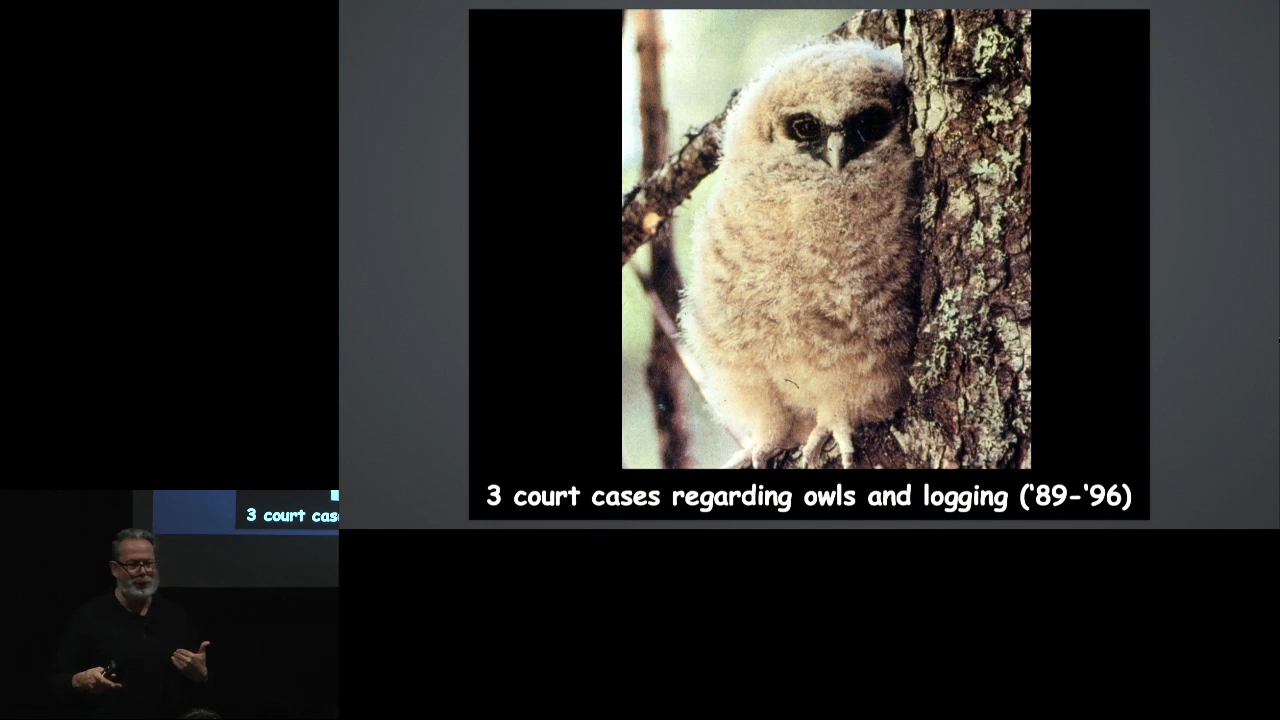 3 court cases regarding owls and logging (‘89-‘96)
3 court cas